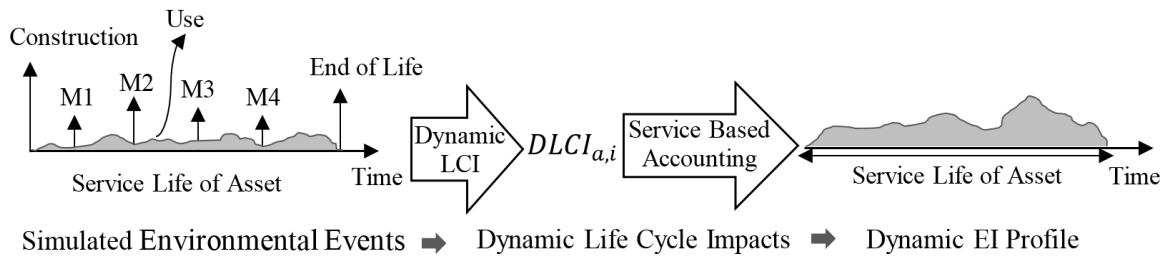 Use
Construction
End of Life
M1
M2
M3
M4
Time
Service Life of Asset
Dynamic
LCI
DLCI_{a,i}
Service Based
Accounting
Service Life of Asset
Time
Simulated Environmental Events
Dynamic Life Cycle Impacts
Dynamic EI Profile